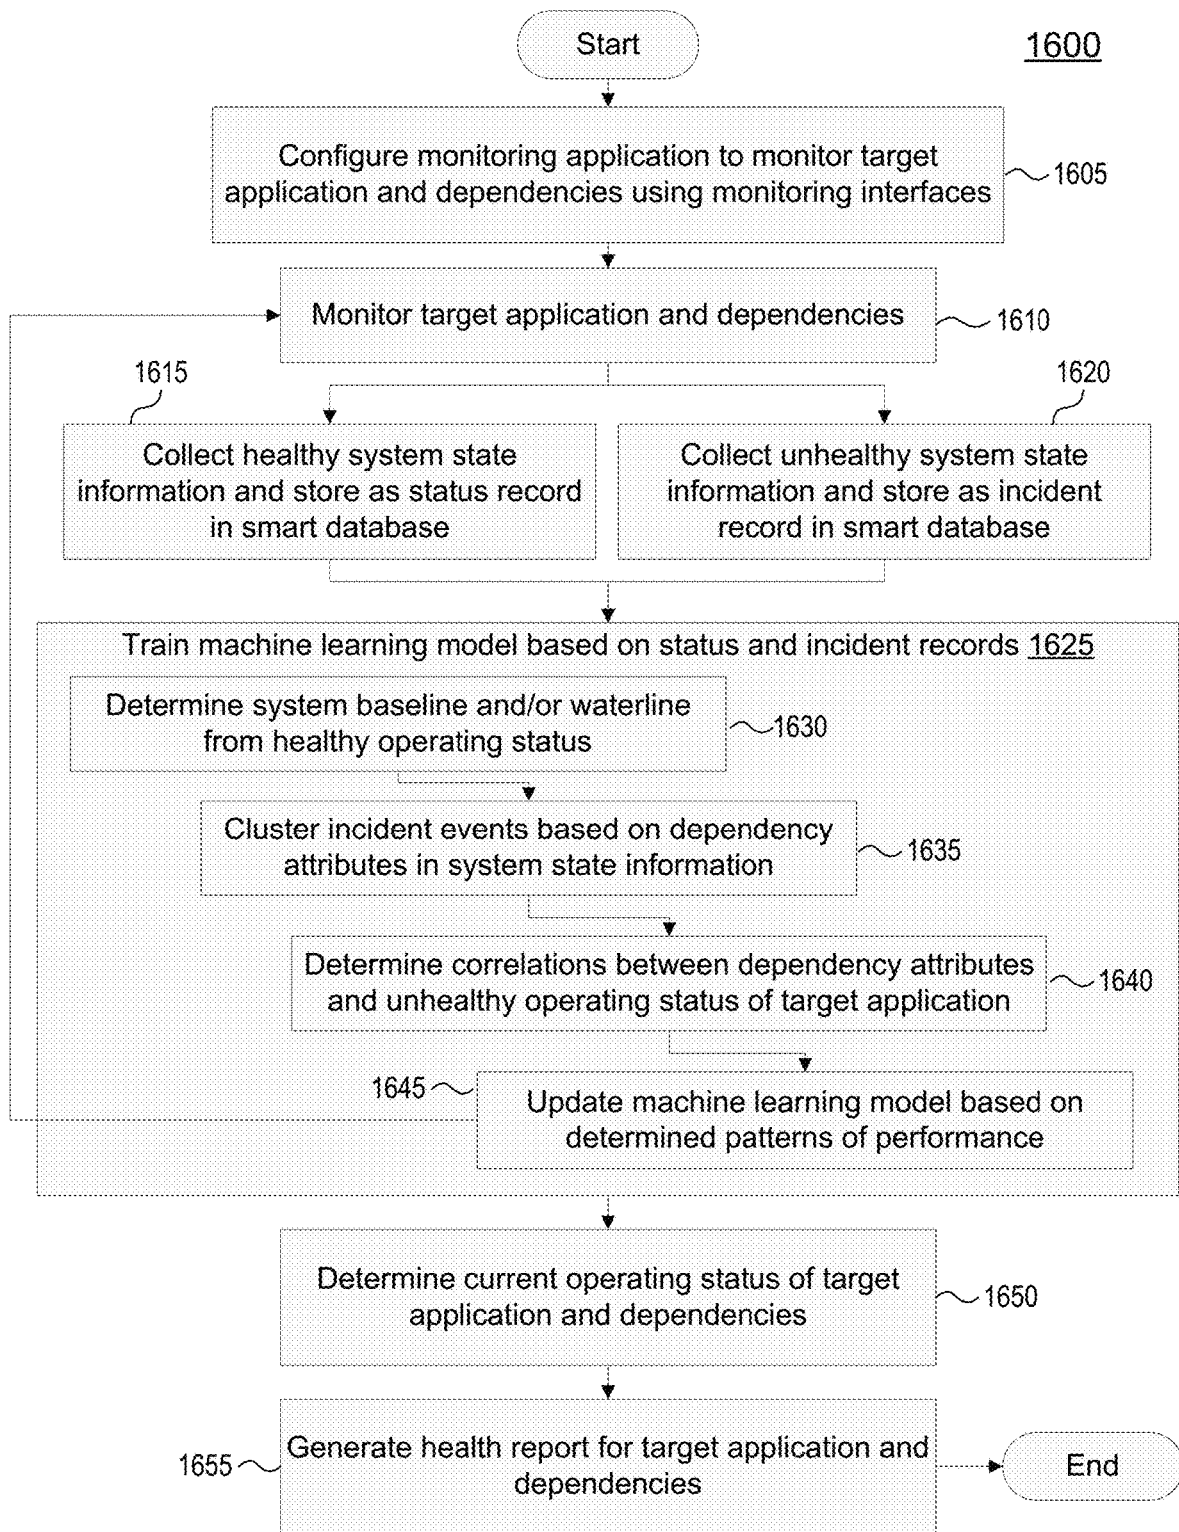 Start
1600
Configure monitoring application to monitor target
application and dependencies using monitoring interfaces
1605
Monitor target application and dependencies
1610
1615
1620
Collect healthy system state
information and store as status record
in smart database
Collect unhealthy system state
information and store as incident
record in smart database
Train machine learning model based on status and incident records 1625
Determine system baseline and/or waterline
from healthy operating status
1630
Cluster incident events based on dependency
attributes in system state information
1635
Determine correlations between dependency attributes
and unhealthy operating status of target application
1640
1645
Update machine learning model based on
determined patterns of performance
Determine current operating status of target
application and dependencies
1650
Generate health report for target application and
dependencies
1655
End